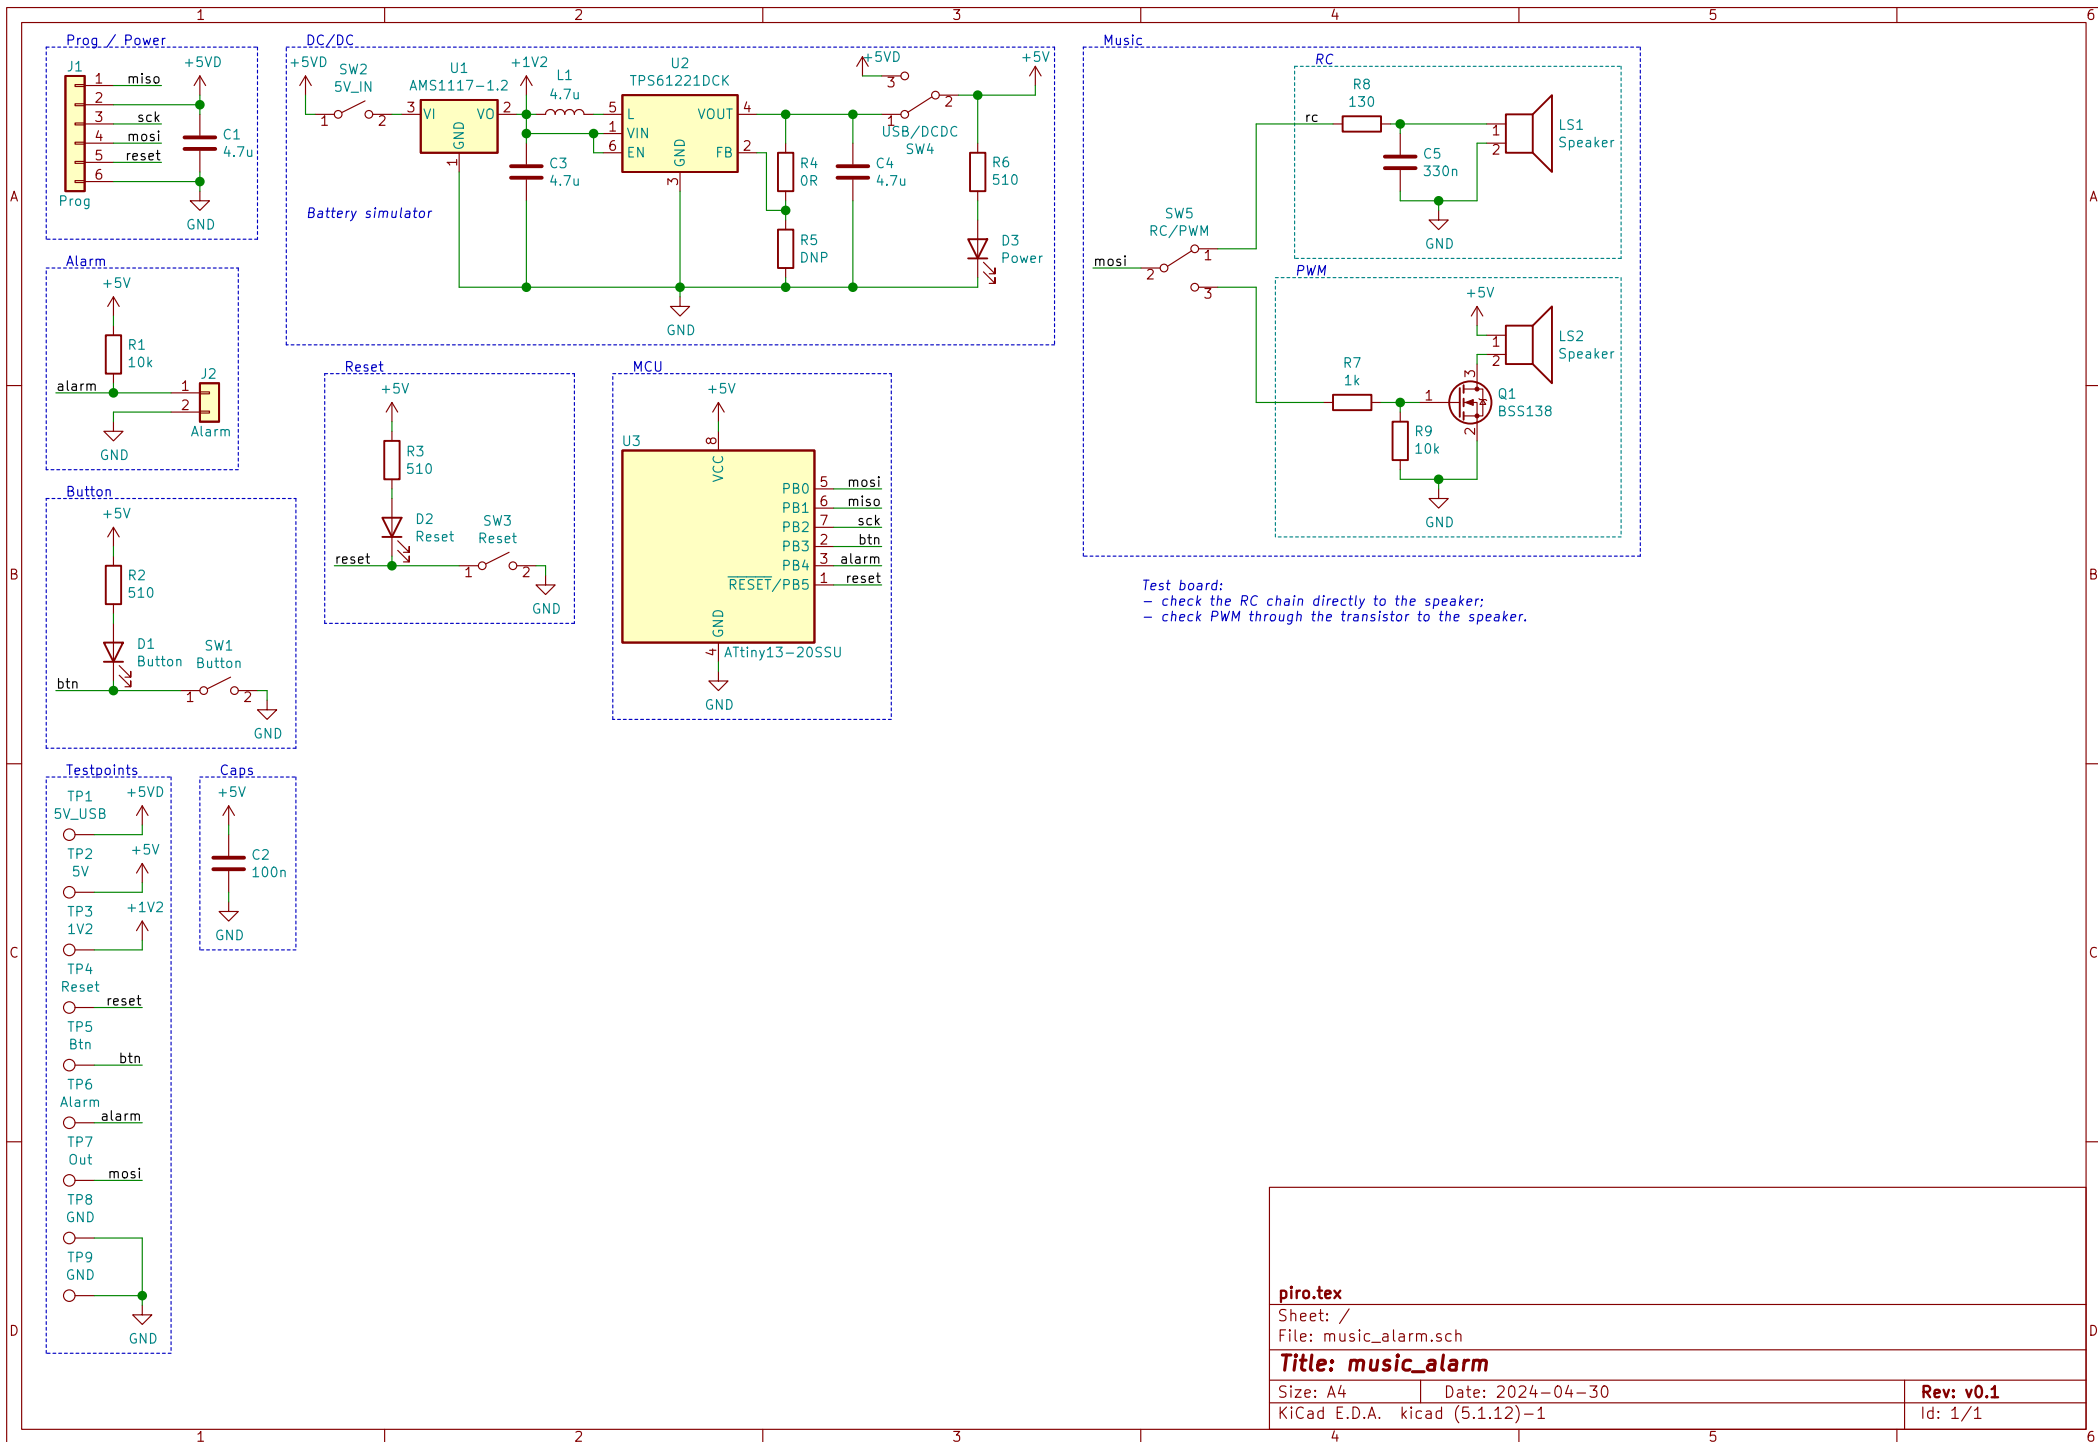 1 2 3 4 5 6
A
B
C
D
A
B
C
D
1 2 3 4 5 6
Prog / Power
J1
+5VD
1 miso
2
3 sck
4 mosi
5 reset
6
C1
4.7u
Prog
GND
DC/DC
+5VD
SW2
5V_IN
1 2
U1
AMS1117-1.2
3 VI
VO 2
GND
1
+1V2
L1
4.7u
U2
TPS61221DCK
5 L
1 VIN
6 EN
VOUT 4
FB 2
GND
3
C3
4.7u
R4
0R
R5
DNP
C4
4.7u
+5VD
3
2
1
USB/DCDC
SW4
+5V
R6
510
D3
Power
Battery simulator
GND
Alarm
+5V
R1
10k
alarm
J2
1
2
Alarm
GND
Reset
+5V
R3
510
D2
Reset
reset
SW3
Reset
1 2
GND
MCU
+5V
U3
8
VCC
PB0 5 mosi
PB1 6 miso
PB2 7 sck
PB3 2 btn
PB4 3 alarm
RESET/PB5 1 reset
GND
4
ATtiny13-20SSU
GND
Button
+5V
R2
510
D1
Button
btn
SW1
Button
1 2
GND
Music
RC
R8
130
rc
C5
330n
1
2
LS1
Speaker
GND
SW5
RC/PWM
mosi
2
1
3
PWM
+5V
1
2
LS2
Speaker
R7
1k
R9
10k
1
3
2
Q1
BSS138
GND
Test board:
- check the RC chain directly to the speaker;
- check PWM through the transistor to the speaker.
Testpoints
TP1
5V_USB
+5VD
TP2
5V
+5V
TP3
1V2
+1V2
TP4
Reset
reset
TP5
Btn
btn
TP6
Alarm
alarm
TP7
Out
mosi
TP8
GND
TP9
GND
GND
Caps
+5V
C2
100n
GND
piro.tex
Sheet: /
File: music_alarm.sch
Title: music_alarm
Size: A4 Date: 2024-04-30 Rev: v0.1
KiCad E.D.A. kicad (5.1.12)-1 Id: 1/1